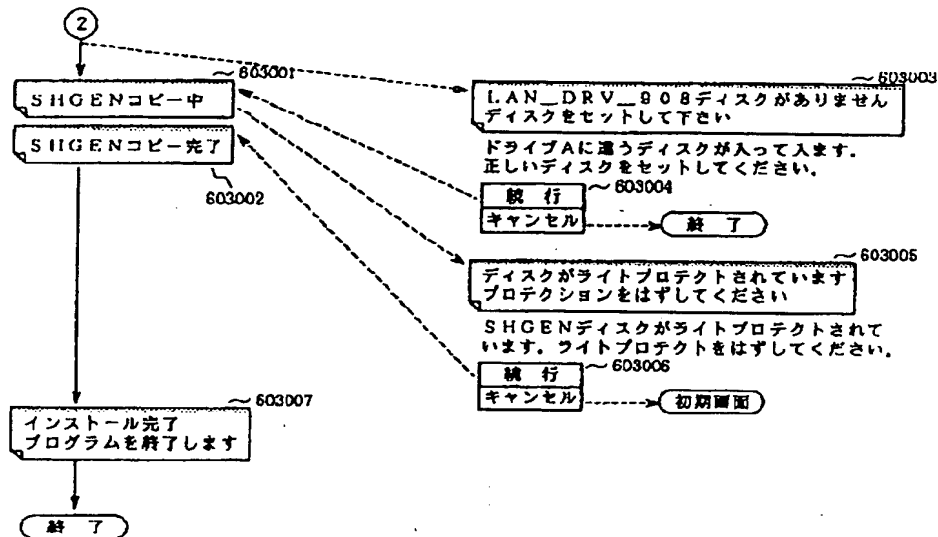 2
603001
SHGENコピー中
SHGENコピー完了
603002
603003
LAN_DRV_908ディスクがありません
ディスクをセットして下さい
ドライブAに違うディスクが入って入ます.
正しいディスクをセットしてください.
603004
続 行
キャンセル
終 了
603005
ディスクがライトプロテクトされています
プロテクションをはずしてください
SHGENディスクがライトプロテクトされて
います. ライトプロテクトをはずしてください.
603006
続 行
キャンセル
初期画面
603007
インストール完了
プログラムを終了します
終 了